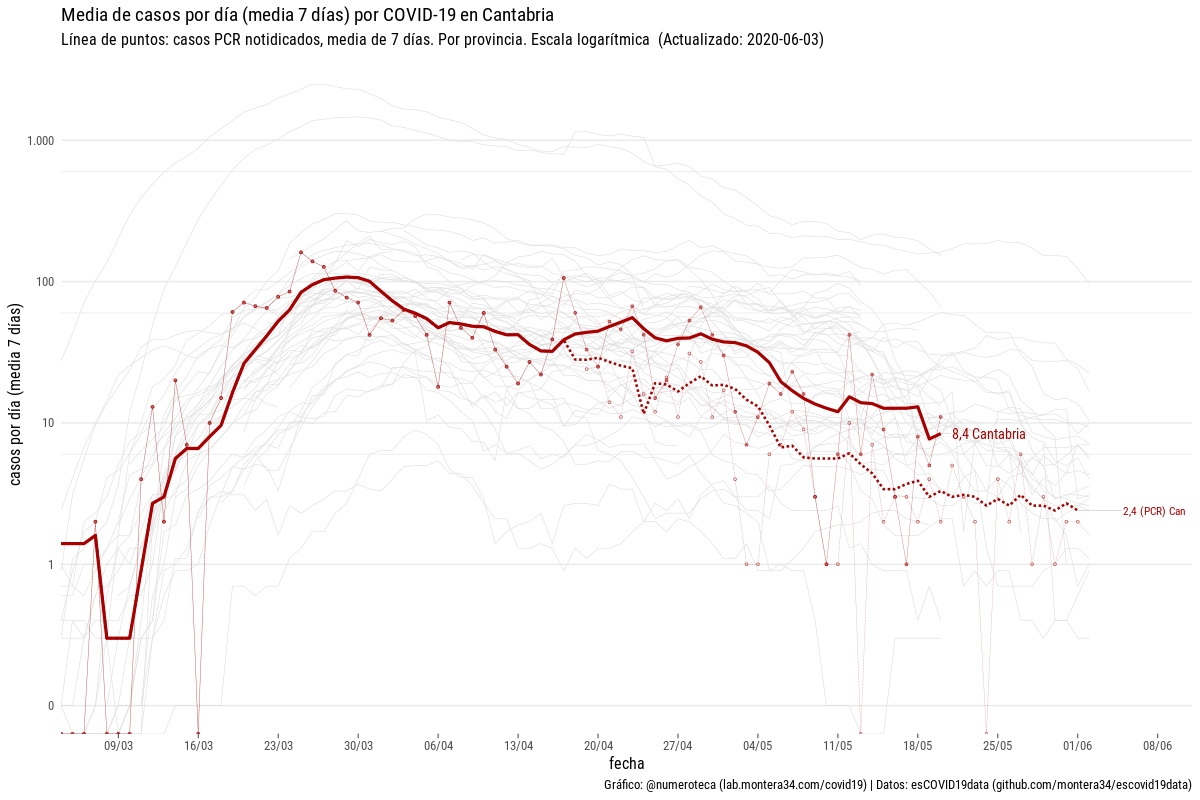 Media de casos por día (media 7 días) por COVID-19 en Cantabria
Línea de puntos: casos PCR notidicados, media de 7 días. Por provincia. Escala logarítmica  (Actualizado: 2020-06-03)
casos por día (media 7 días)
1.000
100
10
1
0
8,4 Cantabria
2,4 (PCR) Can
09/03 16/03 23/03 30/03 06/04 13/04 20/04 27/04 04/05 11/05 18/05 25/05 01/06 08/06
fecha
Gráfico: @numeroteca (lab.montera34.com/covid19) | Datos: esCOVID19data (github.com/montera34/escovid19data)